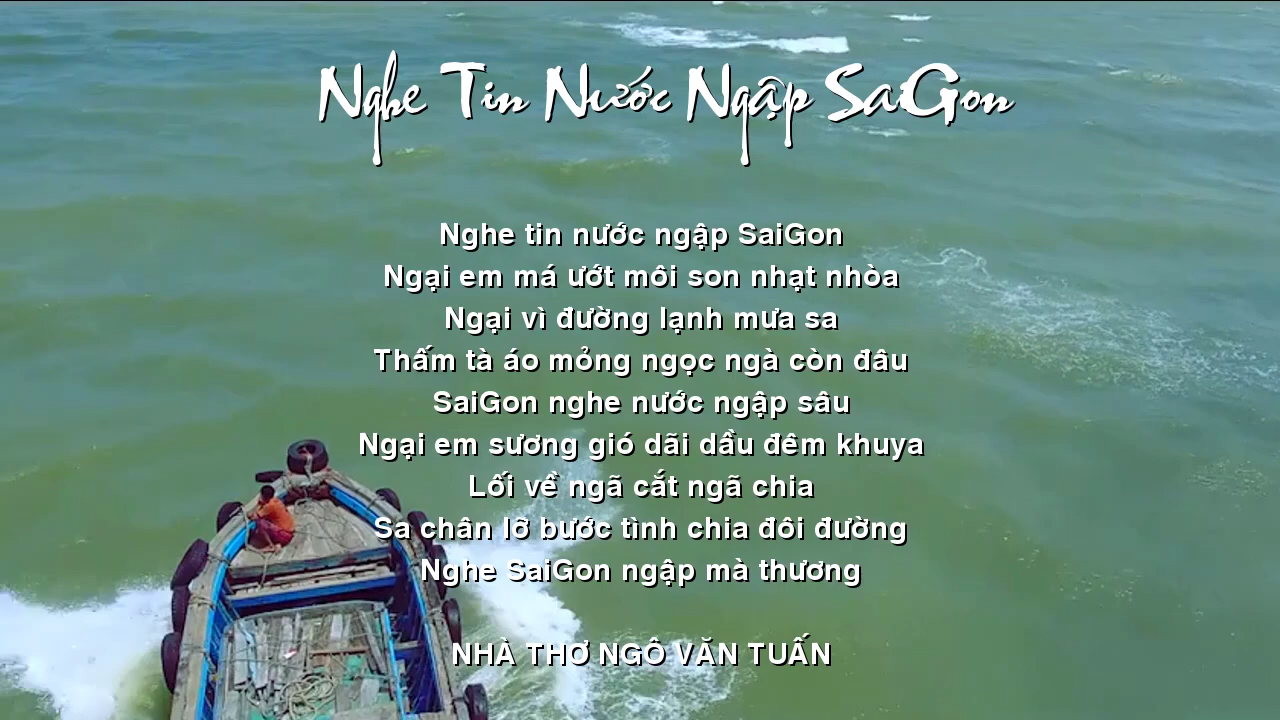 Nghe Tin Nước Ngập SaiGon
Nghe tin nước ngập SaiGon
Ngại em má ướt môi son nhạt nhòa
Ngại vì đường lạnh mưa sa
Thấm tà áo mỏng ngọc ngà còn đâu
SaiGon nghe nước ngập sâu
Ngại em sương gió dãi dầu đêm khuya
Lối về ngã cắt ngã chia
Sa chân lỡ bước tình chia đôi đường
Nghe SaiGon ngập mà thương
NHÀ THƠ NGÔ VĂN TUẤN